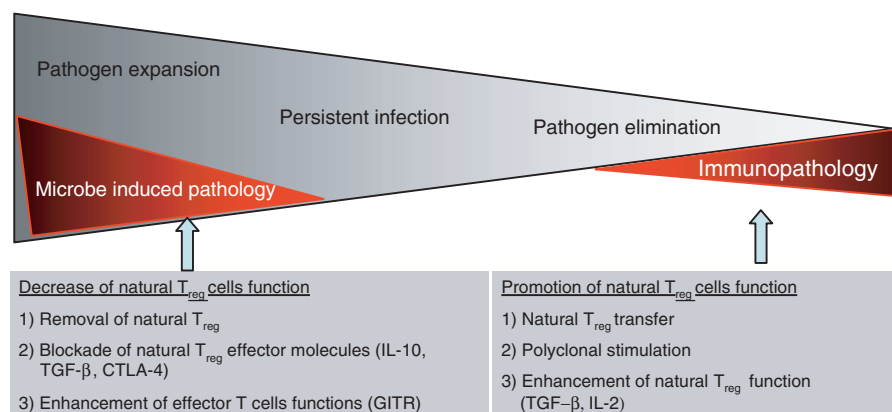 Pathogen expansion
Persistent infection
Pathogen elimination
Microbe induced pathology
Immunopathology
Decrease of natural Treg cells function
1) Removal of natural Treg
2) Blockade of natural Treg effector molecules (IL-10,
TGF-β, CTLA-4)
3) Enhancement of effector T cells functions (GITR)
Promotion of natural Treg cells function
1) Natural Treg transfer
2) Polyclonal stimulation
3) Enhancement of natural Treg function
(TGF–β, IL-2)